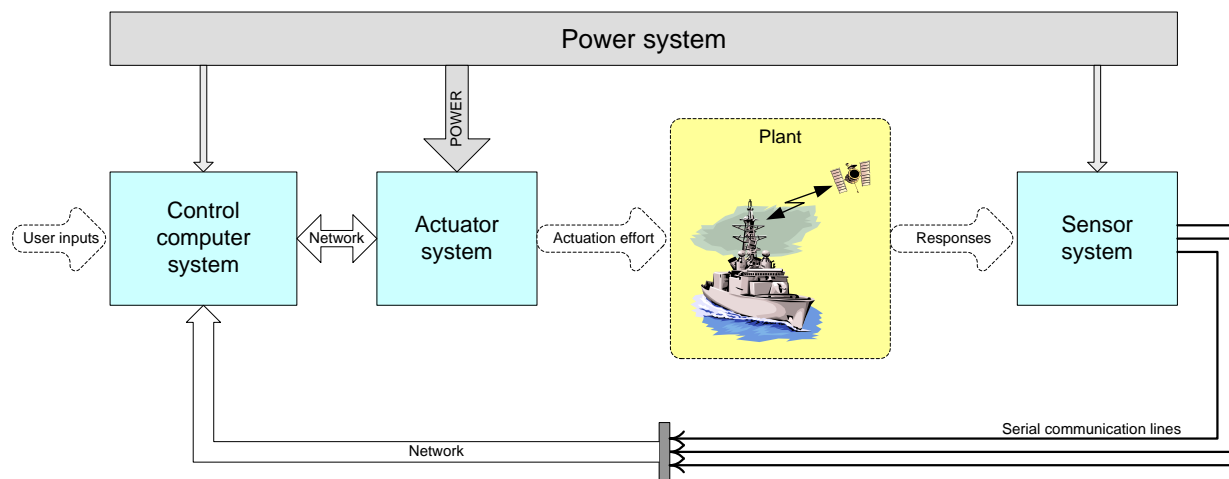 Power system
POWER
Plant
User inputs
Control
computer
system
Network
Actuator
system
Actuation effort
Responses
Sensor
system
Serial communication lines
Network